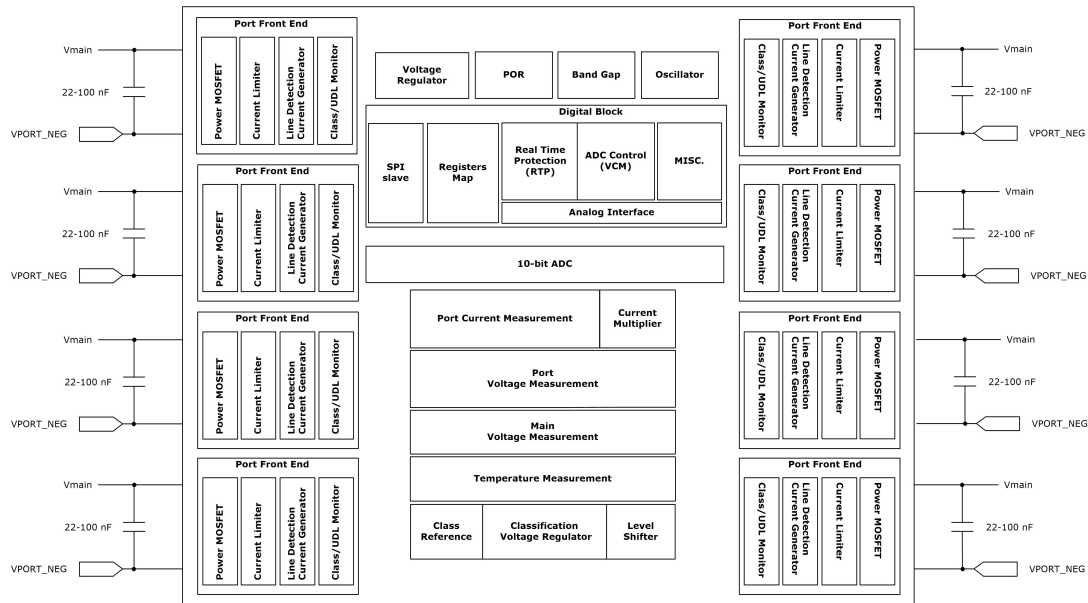 Port Front End
Power MOSFET
Current Limiter
Line Detection
Current Generator
Class/UDL Monitor
Vmain
22-100 nF
VPORT_NEG
Port Front End
Power MOSFET
Current Limiter
Line Detection
Current Generator
Class/UDL Monitor
Vmain
22-100 nF
VPORT_NEG
Port Front End
Power MOSFET
Current Limiter
Line Detection
Current Generator
Class/UDL Monitor
Vmain
22-100 nF
VPORT_NEG
Port Front End
Power MOSFET
Current Limiter
Line Detection
Current Generator
Class/UDL Monitor
Vmain
22-100 nF
VPORT_NEG
Voltage
Regulator
POR
Band Gap
Oscillator
Digital Block
SPI
slave
Registers
Map
Real Time
Protection
(RTP)
ADC Control
(VCM)
MISC.
Analog Interface
10-bit ADC
Port Current Measurement
Current
Multiplier
Port
Voltage Measurement
Main
Voltage Measurement
Temperature Measurement
Class
Reference
Classification
Voltage Regulator
Level
Shifter
Port Front End
Class/UDL Monitor
Line Detection
Current Generator
Current Limiter
Power MOSFET
Vmain
22-100 nF
VPORT_NEG
Port Front End
Class/UDL Monitor
Line Detection
Current Generator
Current Limiter
Power MOSFET
Vmain
22-100 nF
VPORT_NEG
Port Front End
Class/UDL Monitor
Line Detection
Current Generator
Current Limiter
Power MOSFET
Vmain
22-100 nF
VPORT_NEG
Port Front End
Class/UDL Monitor
Line Detection
Current Generator
Current Limiter
Power MOSFET
Vmain
22-100 nF
VPORT_NEG